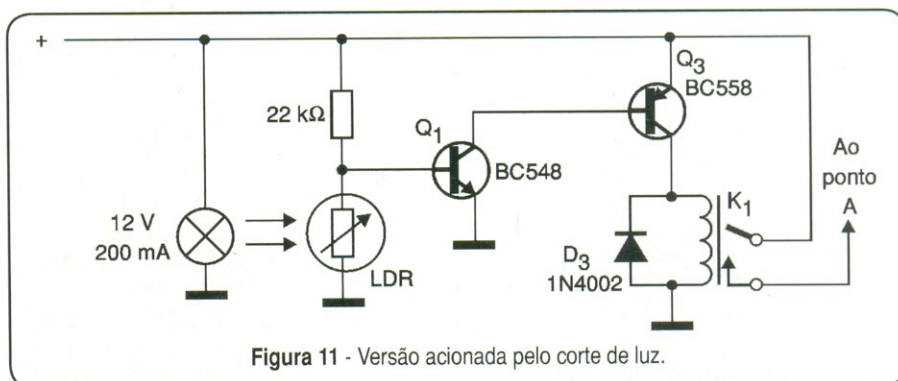 +
Q3
BC558
22 kΩ
Q1
BC548
Ao
ponto
A
K1
12 V
200 mA
LDR
D3
1N4002
Figura 11 - Versão acionada pelo corte de luz.